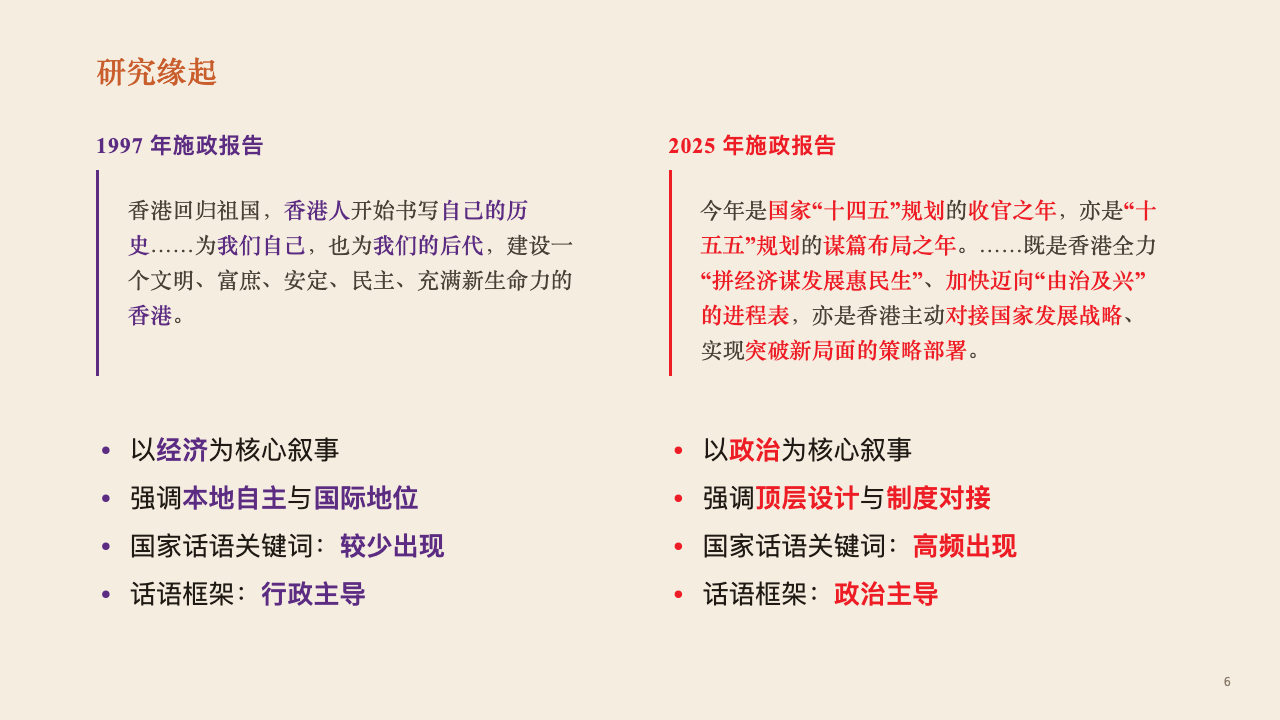 研究缘起
1997 年施政报告
香港回归祖国，香港人开始书写自己的历
史……为我们自己，也为我们的后代，建设一
个文明、富庶、安定、民主、充满新生命力的
香港。
以经济为核心叙事
强调本地自主与国际地位
国家话语关键词：较少出现
话语框架：行政主导
2025 年施政报告
今年是国家“十四五”规划的收官之年，亦是“十
五五”规划的谋篇布局之年。……既是香港全力
“拼经济谋发展惠民生”、加快迈向“由治及兴”
的进程表，亦是香港主动对接国家发展战略、
实现突破新局面的策略部署。
以政治为核心叙事
强调顶层设计与制度对接
国家话语关键词：高频出现
话语框架：政治主导
6